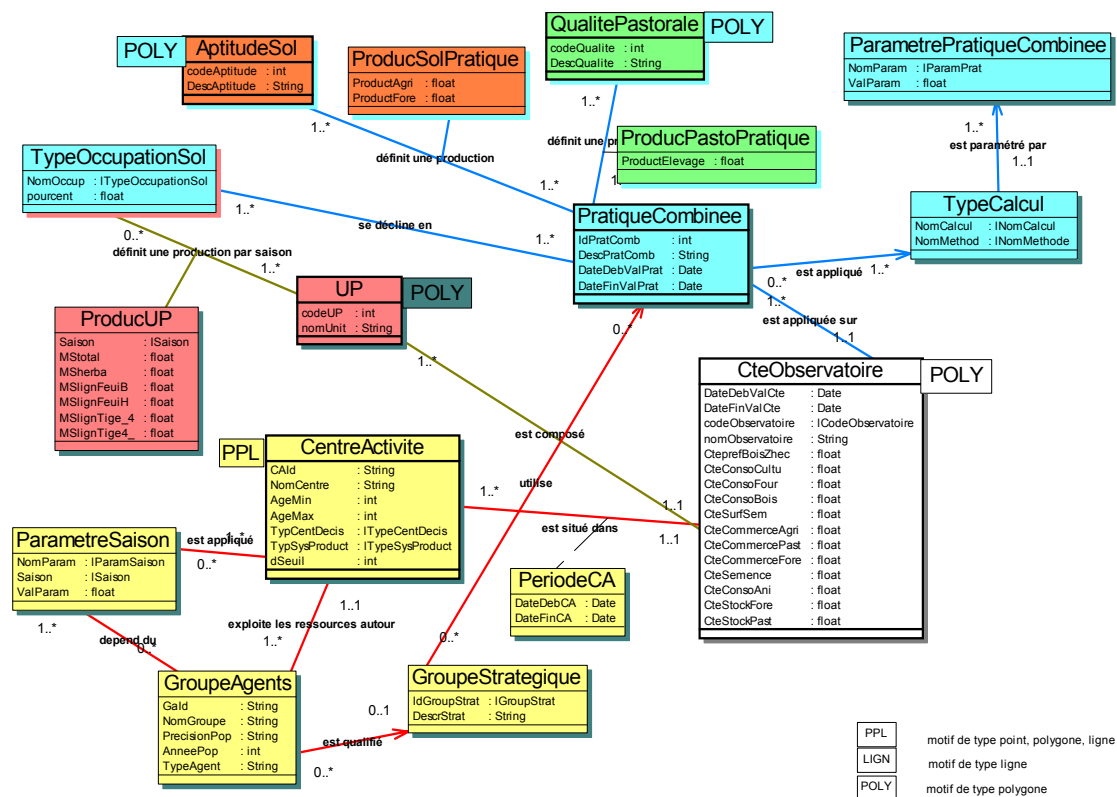 POLY
AptitudeSol
codeAptitude : int
DescAptitude : String
ProducSolPratique
ProductAgri : float
ProductFore : float
QualitePastorale
codeQualite : int
DescQualite : String
POLY
ParametrePratiqueCombinee
NomParam : IParamPrat
ValParam : float
1..*
1..*
1..*
définit une production
définit une pr
ProducPastoPratique
ProductElevage : float
est paramétré par
1..1
TypeOccupationSol
NomOccup : ITypeOccupationSol
pourcent : float
1..*
1..*
se décline en
1..*
PratiqueCombinee
IdPratComb : int
DescPratComb : String
DateDebValPrat : Date
DateFinValPrat : Date
TypeCalcul
NomCalcul : INomCalcul
NomMethod : INomMethode
0..*
définit une production par saison
1..*
est appliqué
0..*
1..*
1..*
est appliquée sur
1..1
UP
codeUP : int
nomUnit : String
POLY
0..*
1..*
ProducUP
Saison : ISaison
MStotal : float
MSherba : float
MSlignFeuiB : float
MSlignFeuiH : float
MSlignTige_4 : float
MSlignTige4_ : float
CteObservatoire
DateDebValCte : Date
DateFinValCte : Date
codeObservatoire : ICodeObservatoire
nomObservatoire : String
CteprefBoisZhec : float
CteConsoCultu : float
CteConsoFour : float
CteConsoBois : float
CteSurfSem : float
CteCommerceAgri : float
CteCommercePast : float
CteCommerceFore : float
CteSemence : float
CteConsoAni : float
CteStockFore : float
CteStockPast : float
POLY
est composé
PPL
CentreActivite
CAId : String
NomCentre : String
AgeMin : int
AgeMax : int
TypCentDecis : ITypeCentDecis
TypSysProduct : ITypeSysProduct
dSeuil : int
1..*
utilise
1..1
est situé dans
1..1
ParametreSaison
NomParam : IParamSaison
Saison : ISaison
ValParam : float
est appliqué
1..*
0..*
PeriodeCA
DateDebCA : Date
DateFinCA : Date
1..1
exploite les ressources autour
1..*
1..*
depend du
0..*
0..*
GroupeAgents
GaId : String
NomGroupe : String
PrecisionPop : String
AnneePop : int
TypeAgent : String
GroupeStrategique
IdGroupStrat : IGroupStrat
DescrStrat : String
0..1
est qualifié
0..*
PPL motif de type point, polygone, ligne
LIGN motif de type ligne
POLY motif de type polygone